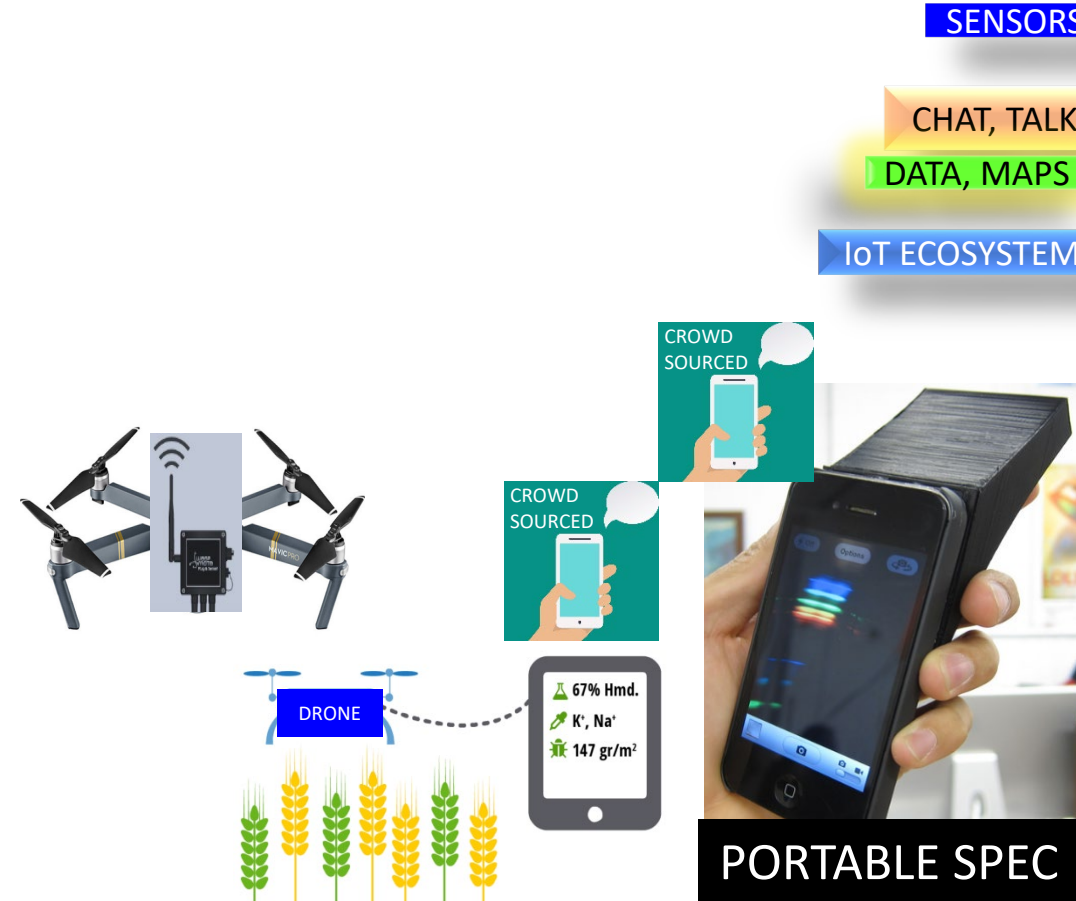 SENSORS
CHAT, TALK
DATA, MAPS
IoT ECOSYSTEM
CROWD
SOURCED
CROWD
SOURCED
MAVICPRO
Options
DRONE
67% Hmd.
K⁺, Na⁺
147 gr/m²
PORTABLE SPEC